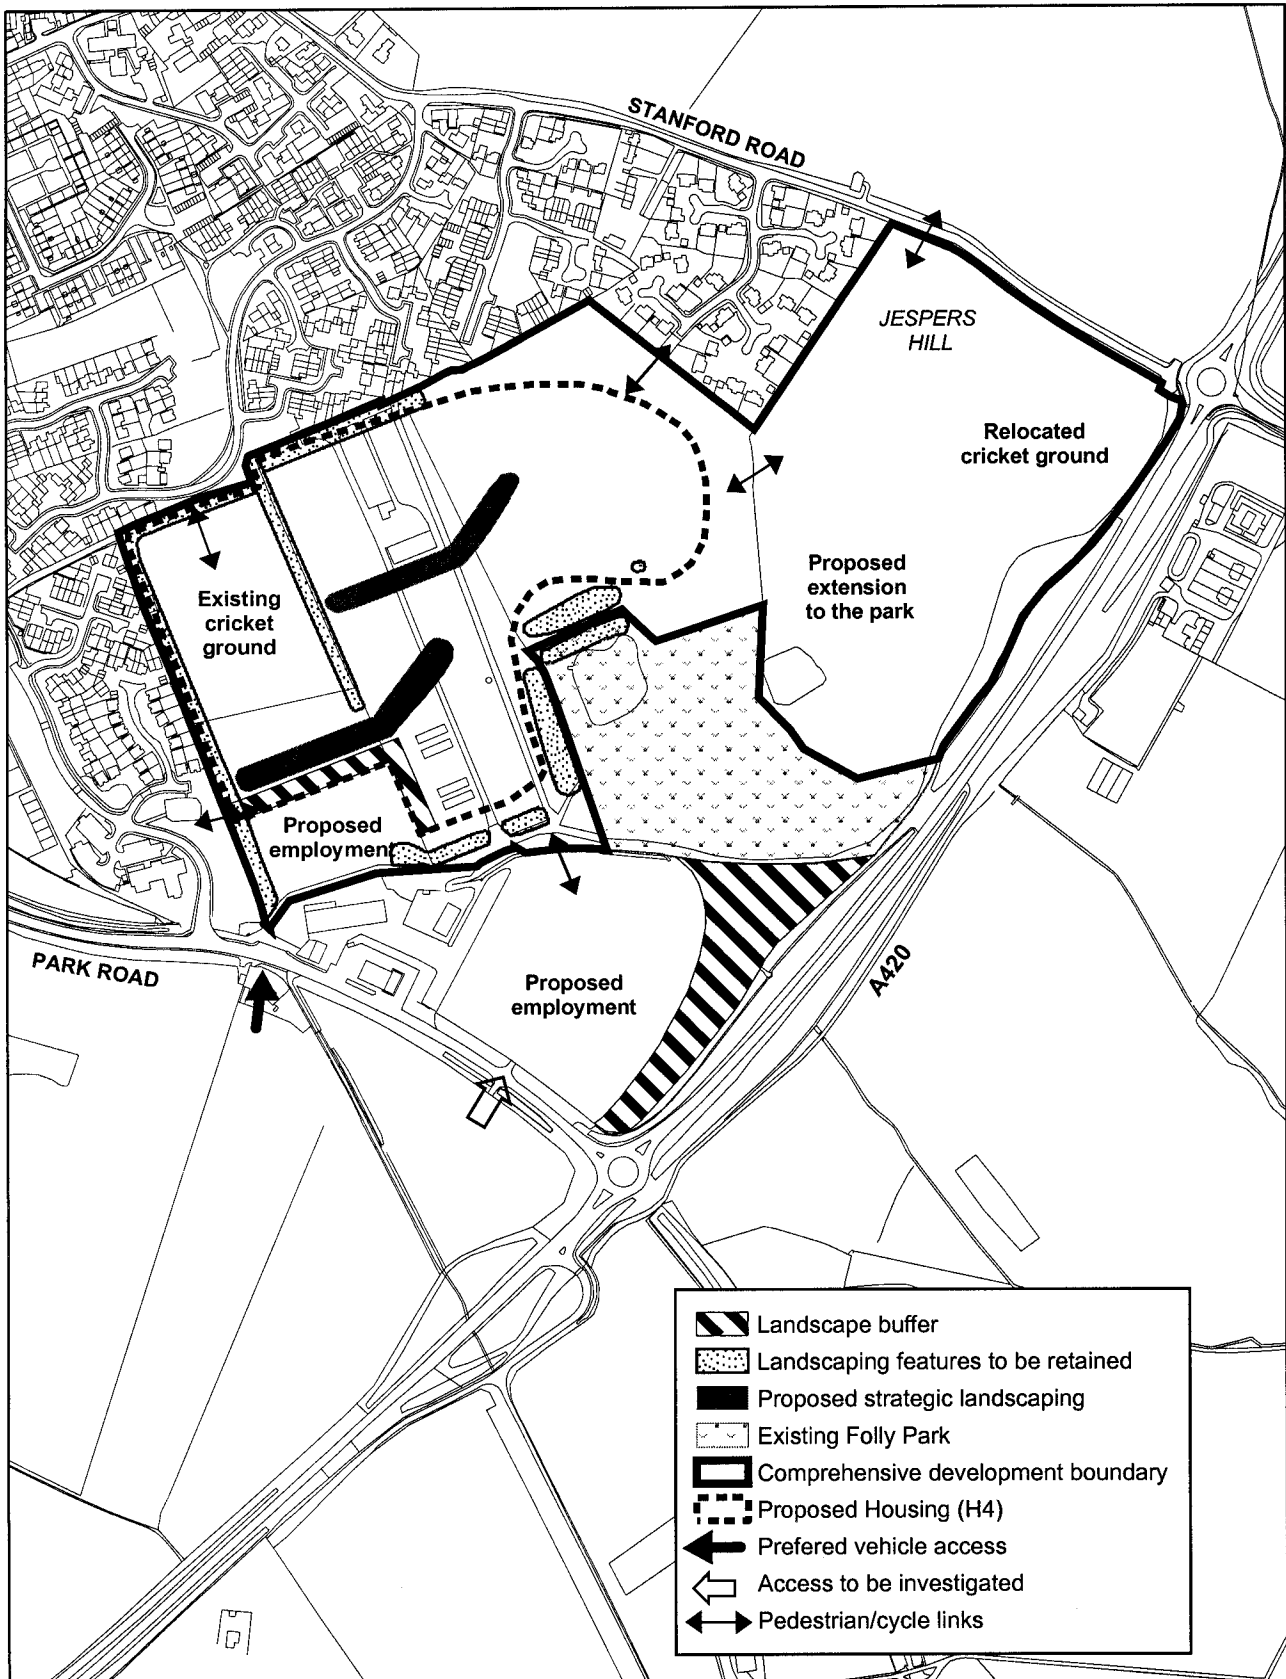 STANFORD ROAD
JESPERS
HILL
Relocated
cricket ground
Proposed
extension
to the park
Existing
cricket
ground
Proposed
employment
PARK ROAD
Proposed
employment
A420
Landscape buffer
Landscaping features to be retained
Proposed strategic landscaping
Existing Folly Park
Comprehensive development boundary
Proposed Housing (H4)
Prefered vehicle access
Access to be investigated
Pedestrian/cycle links